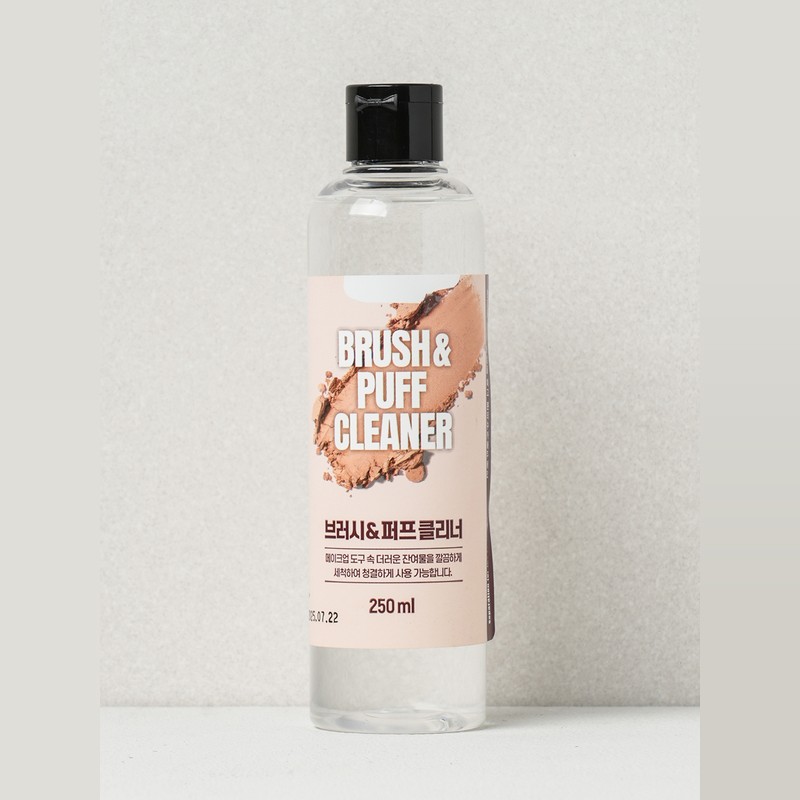 BRUSH &
PUFF
CLEANER
브러시&퍼프 클리너
메이크업 도구 속 더러운 잔여물을 깔끔하게
세척하여 청결하게 사용 가능합니다.
250 ml
25.07.22